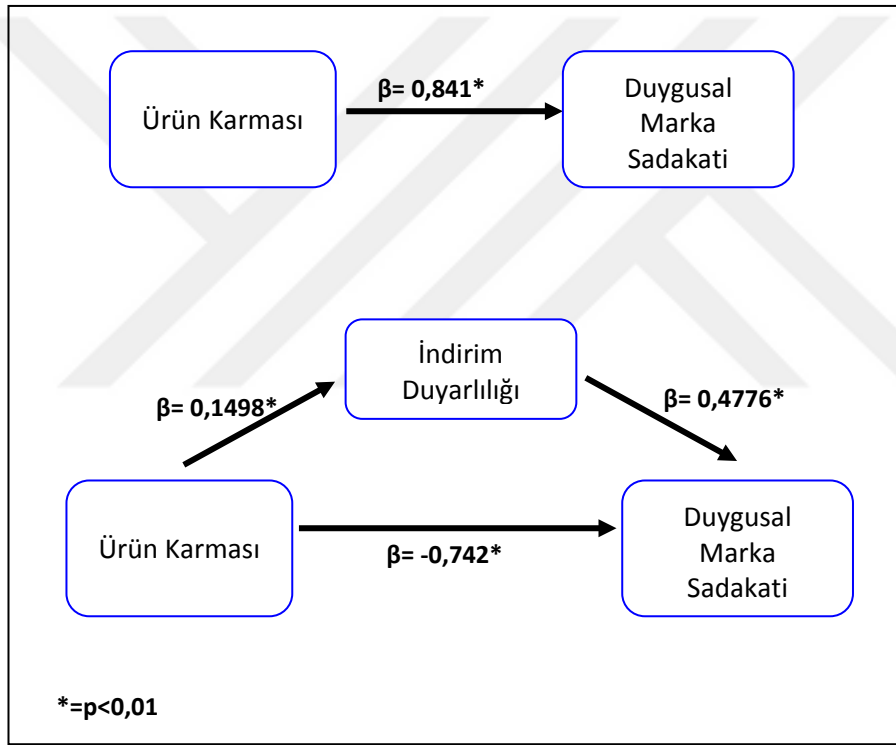 Ürün Karması
β= 0,841*
Duygusal
Marka
Sadakati
İndirim
Duyarlılığı
β= 0,1498*
β= 0,4776*
Ürün Karması
β= -0,742*
Duygusal
Marka
Sadakati
*=p<0,01